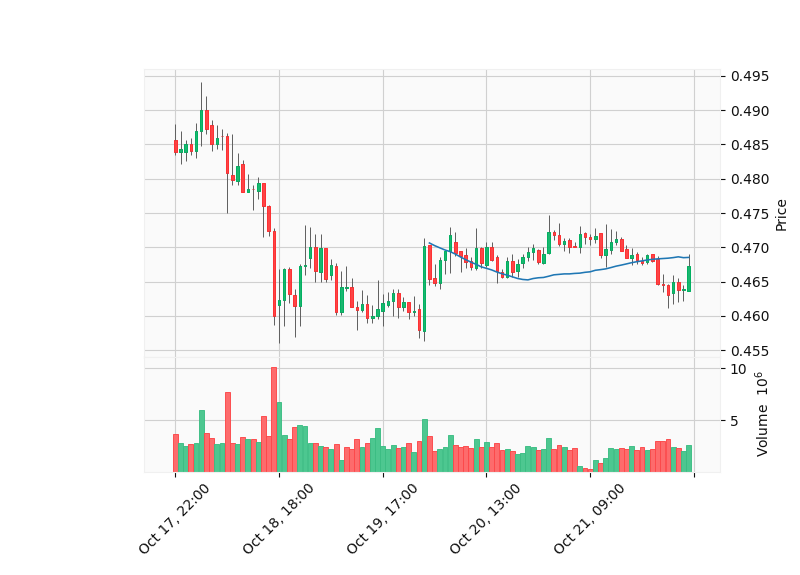 0.495
0.490
0.485
0.480
0.475
0.470
0.465
0.460
0.455
Price
10
5
Volume 10^6
Oct 17, 22:00
Oct 18, 18:00
Oct 19, 17:00
Oct 20, 13:00
Oct 21, 09:00